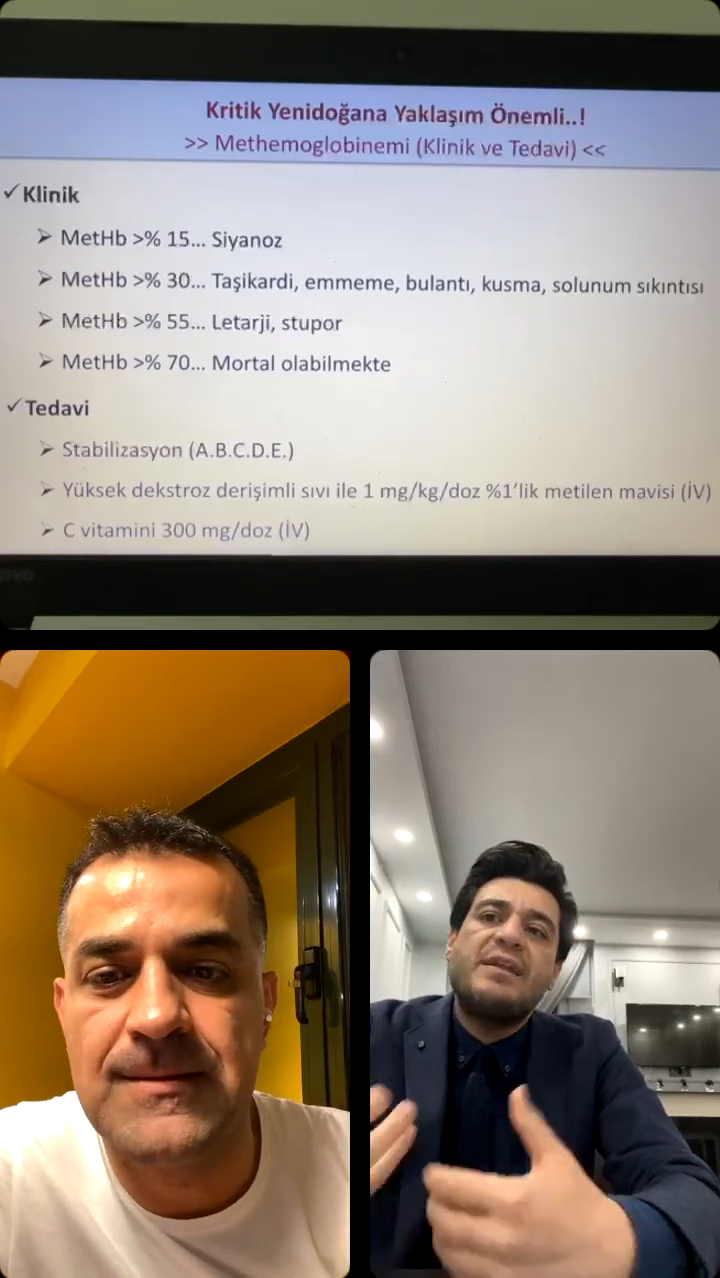 Kritik Yenidoğana Yaklaşım Önemli..!
>> Methemoglobinemi (Klinik ve Tedavi) <<
✓ Klinik
➢ MetHb >% 15... Siyanoz
➢ MetHb >% 30... Taşikardi, emmeme, bulantı, kusma, solunum sıkıntısı
➢ MetHb >% 55... Letarji, stupor
➢ MetHb >% 70... Mortal olabilmekte
✓ Tedavi
➢ Stabilizasyon (A.B.C.D.E.)
➢ Yüksek dekstroz derişimli sıvı ile 1 mg/kg/doz %1’lik metilen mavisi (İV)
➢ C vitamini 300 mg/doz (İV)